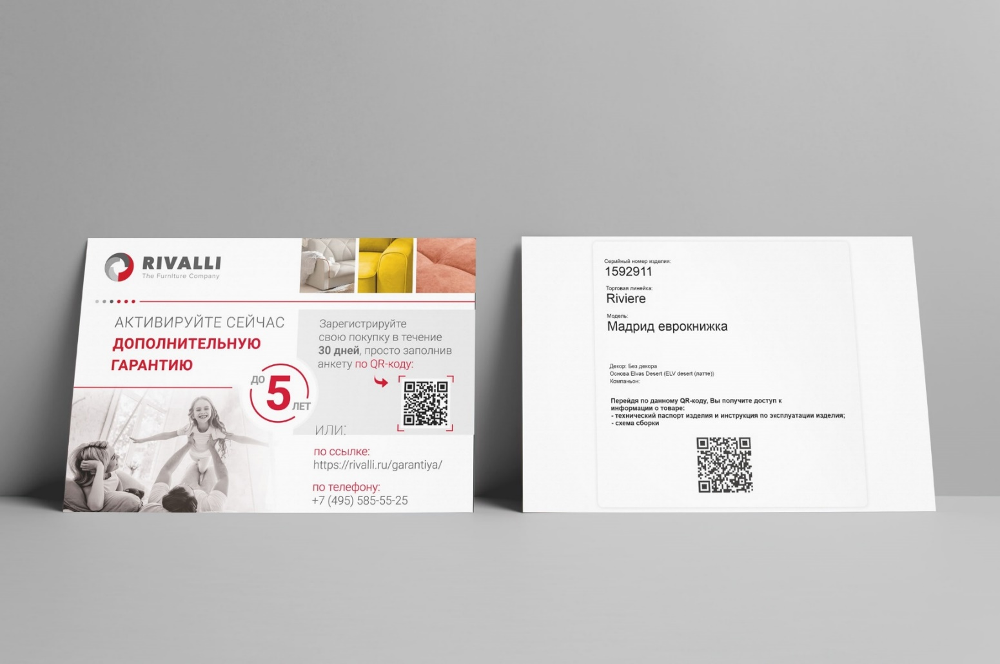 RIVALLI
The Furniture Company
АКТИВИРУЙТЕ СЕЙЧАС
ДОПОЛНИТЕЛЬНУЮ
ГАРАНТИЮ
ДО
5
ЛЕТ
Зарегистрируйте
свою покупку в течение
30 дней, просто заполнив
анкету по QR-коду:
ИЛИ:
по ссылке:
https://rivalli.ru/garantiya/
по телефону:
+7 (495) 585-55-25
Серийный номер изделия:
1592911
Торговая линейка:
Riviere
Модель:
Мадрид еврокнижка
Декор: Без декора
Основа Elvas Desert (ELV desert (латте))
Компаньон:
Перейдя по данному QR-коду, Вы получите доступ к
информации о товаре:
- технический паспорт изделия и инструкция по эксплуатации изделия;
- схема сборки